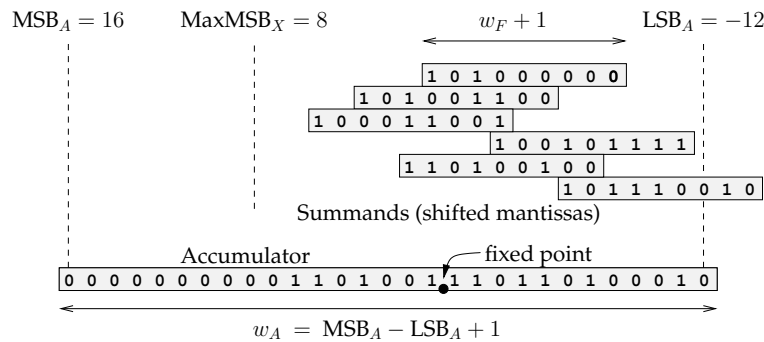 MSB_A = 16 MaxMSB_X = 8 w_F + 1 LSB_A = −12
1 0 1 0 0 0 0 0 0
1 0 1 0 0 1 1 0 0
1 0 0 0 1 1 0 0 1
1 0 0 1 0 1 1 1 1
1 1 0 1 0 0 1 0 0
1 0 1 1 1 0 0 1 0
Summands (shifted mantissas)
Accumulator fixed point
0 0 0 0 0 0 0 0 0 0 1 1 0 1 0 0 1 1 1 0 1 1 0 1 0 0 0 1 0
w_A = MSB_A − LSB_A + 1